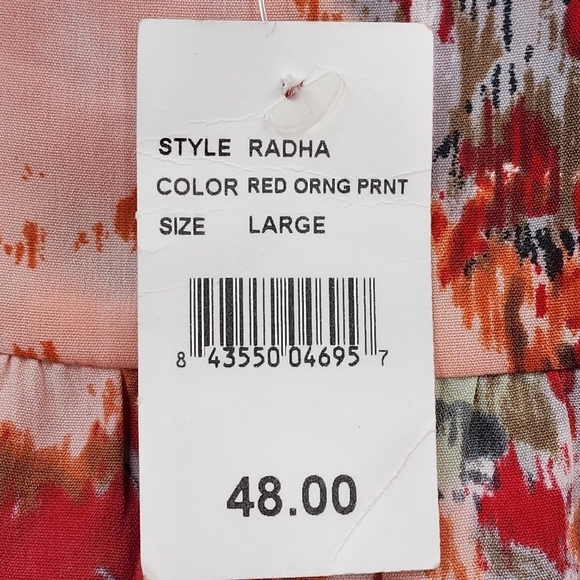 STYLE RADHA
COLOR RED ORNG PRNT
SIZE LARGE
8 43550 04695 7
48.00